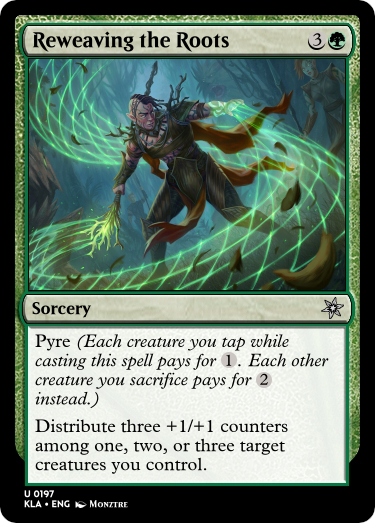 Reweaving the Roots 3
Sorcery
Pyre (Each creature you tap while
casting this spell pays for 1. Each other
creature you sacrifice pays for 2
instead.)
Distribute three +1/+1 counters
among one, two, or three target
creatures you control.
U 0197
KLA • ENG Monztre